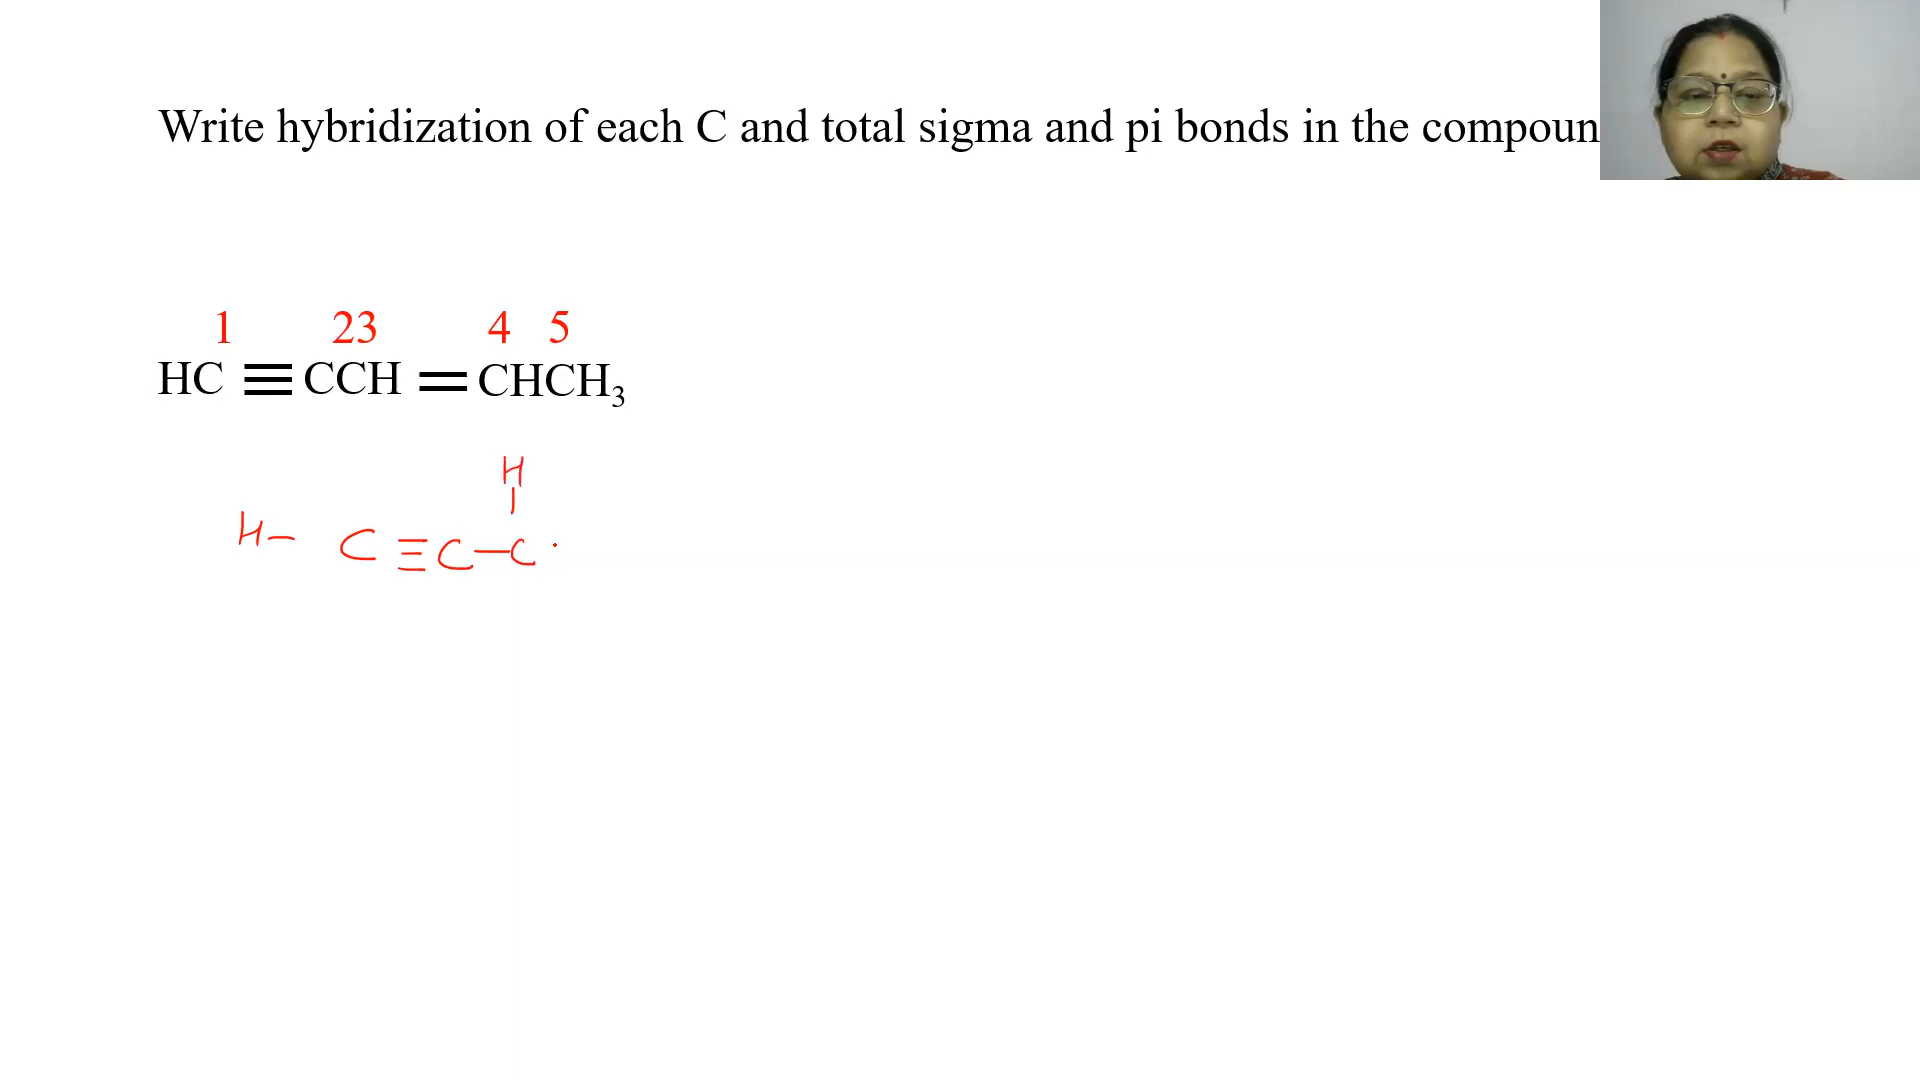 Write hybridization of each C and total sigma and pi bonds in the compoun
1 23 4 5
HC ≡ CCH = CHCH₃
H
H- C ≡ C - C